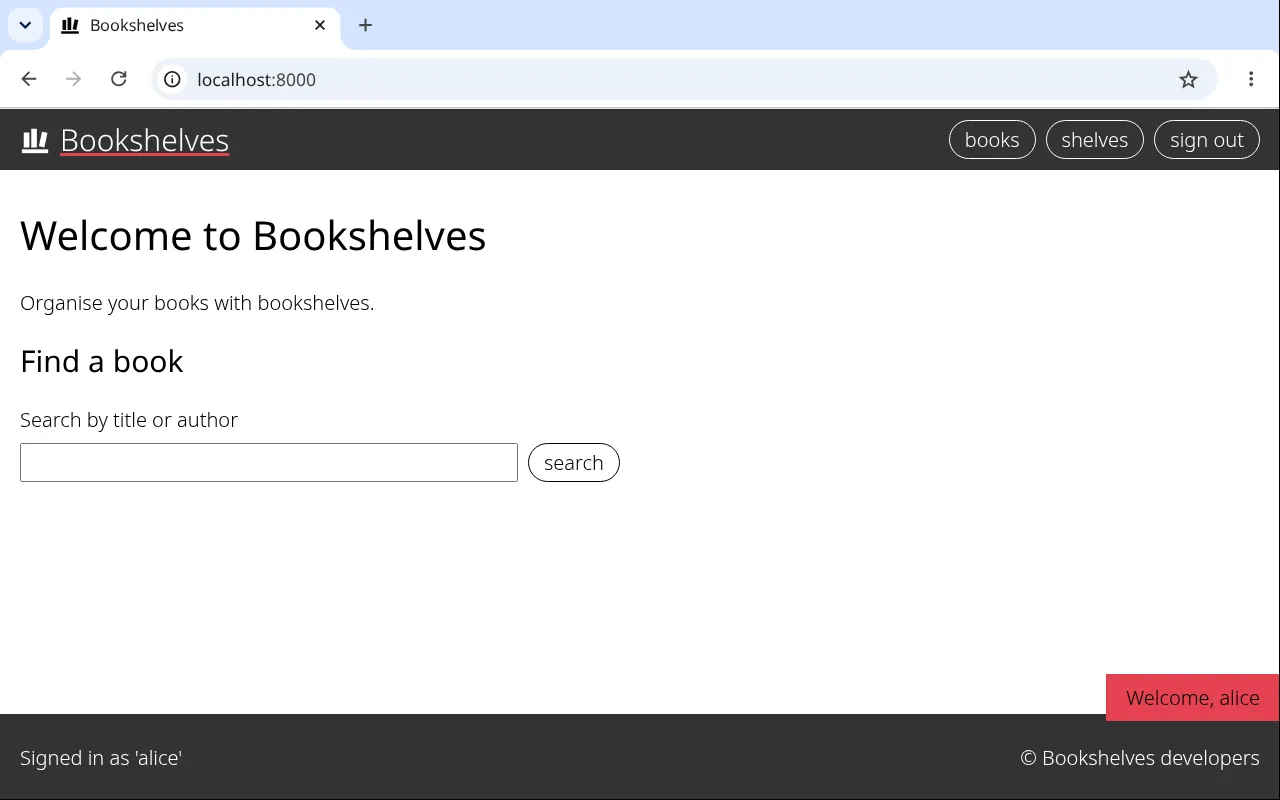 Bookshelves
localhost:8000
Bookshelves
books shelves sign out
Welcome to Bookshelves
Organise your books with bookshelves.
Find a book
Search by title or author
search
Welcome, alice
Signed in as 'alice'
© Bookshelves developers